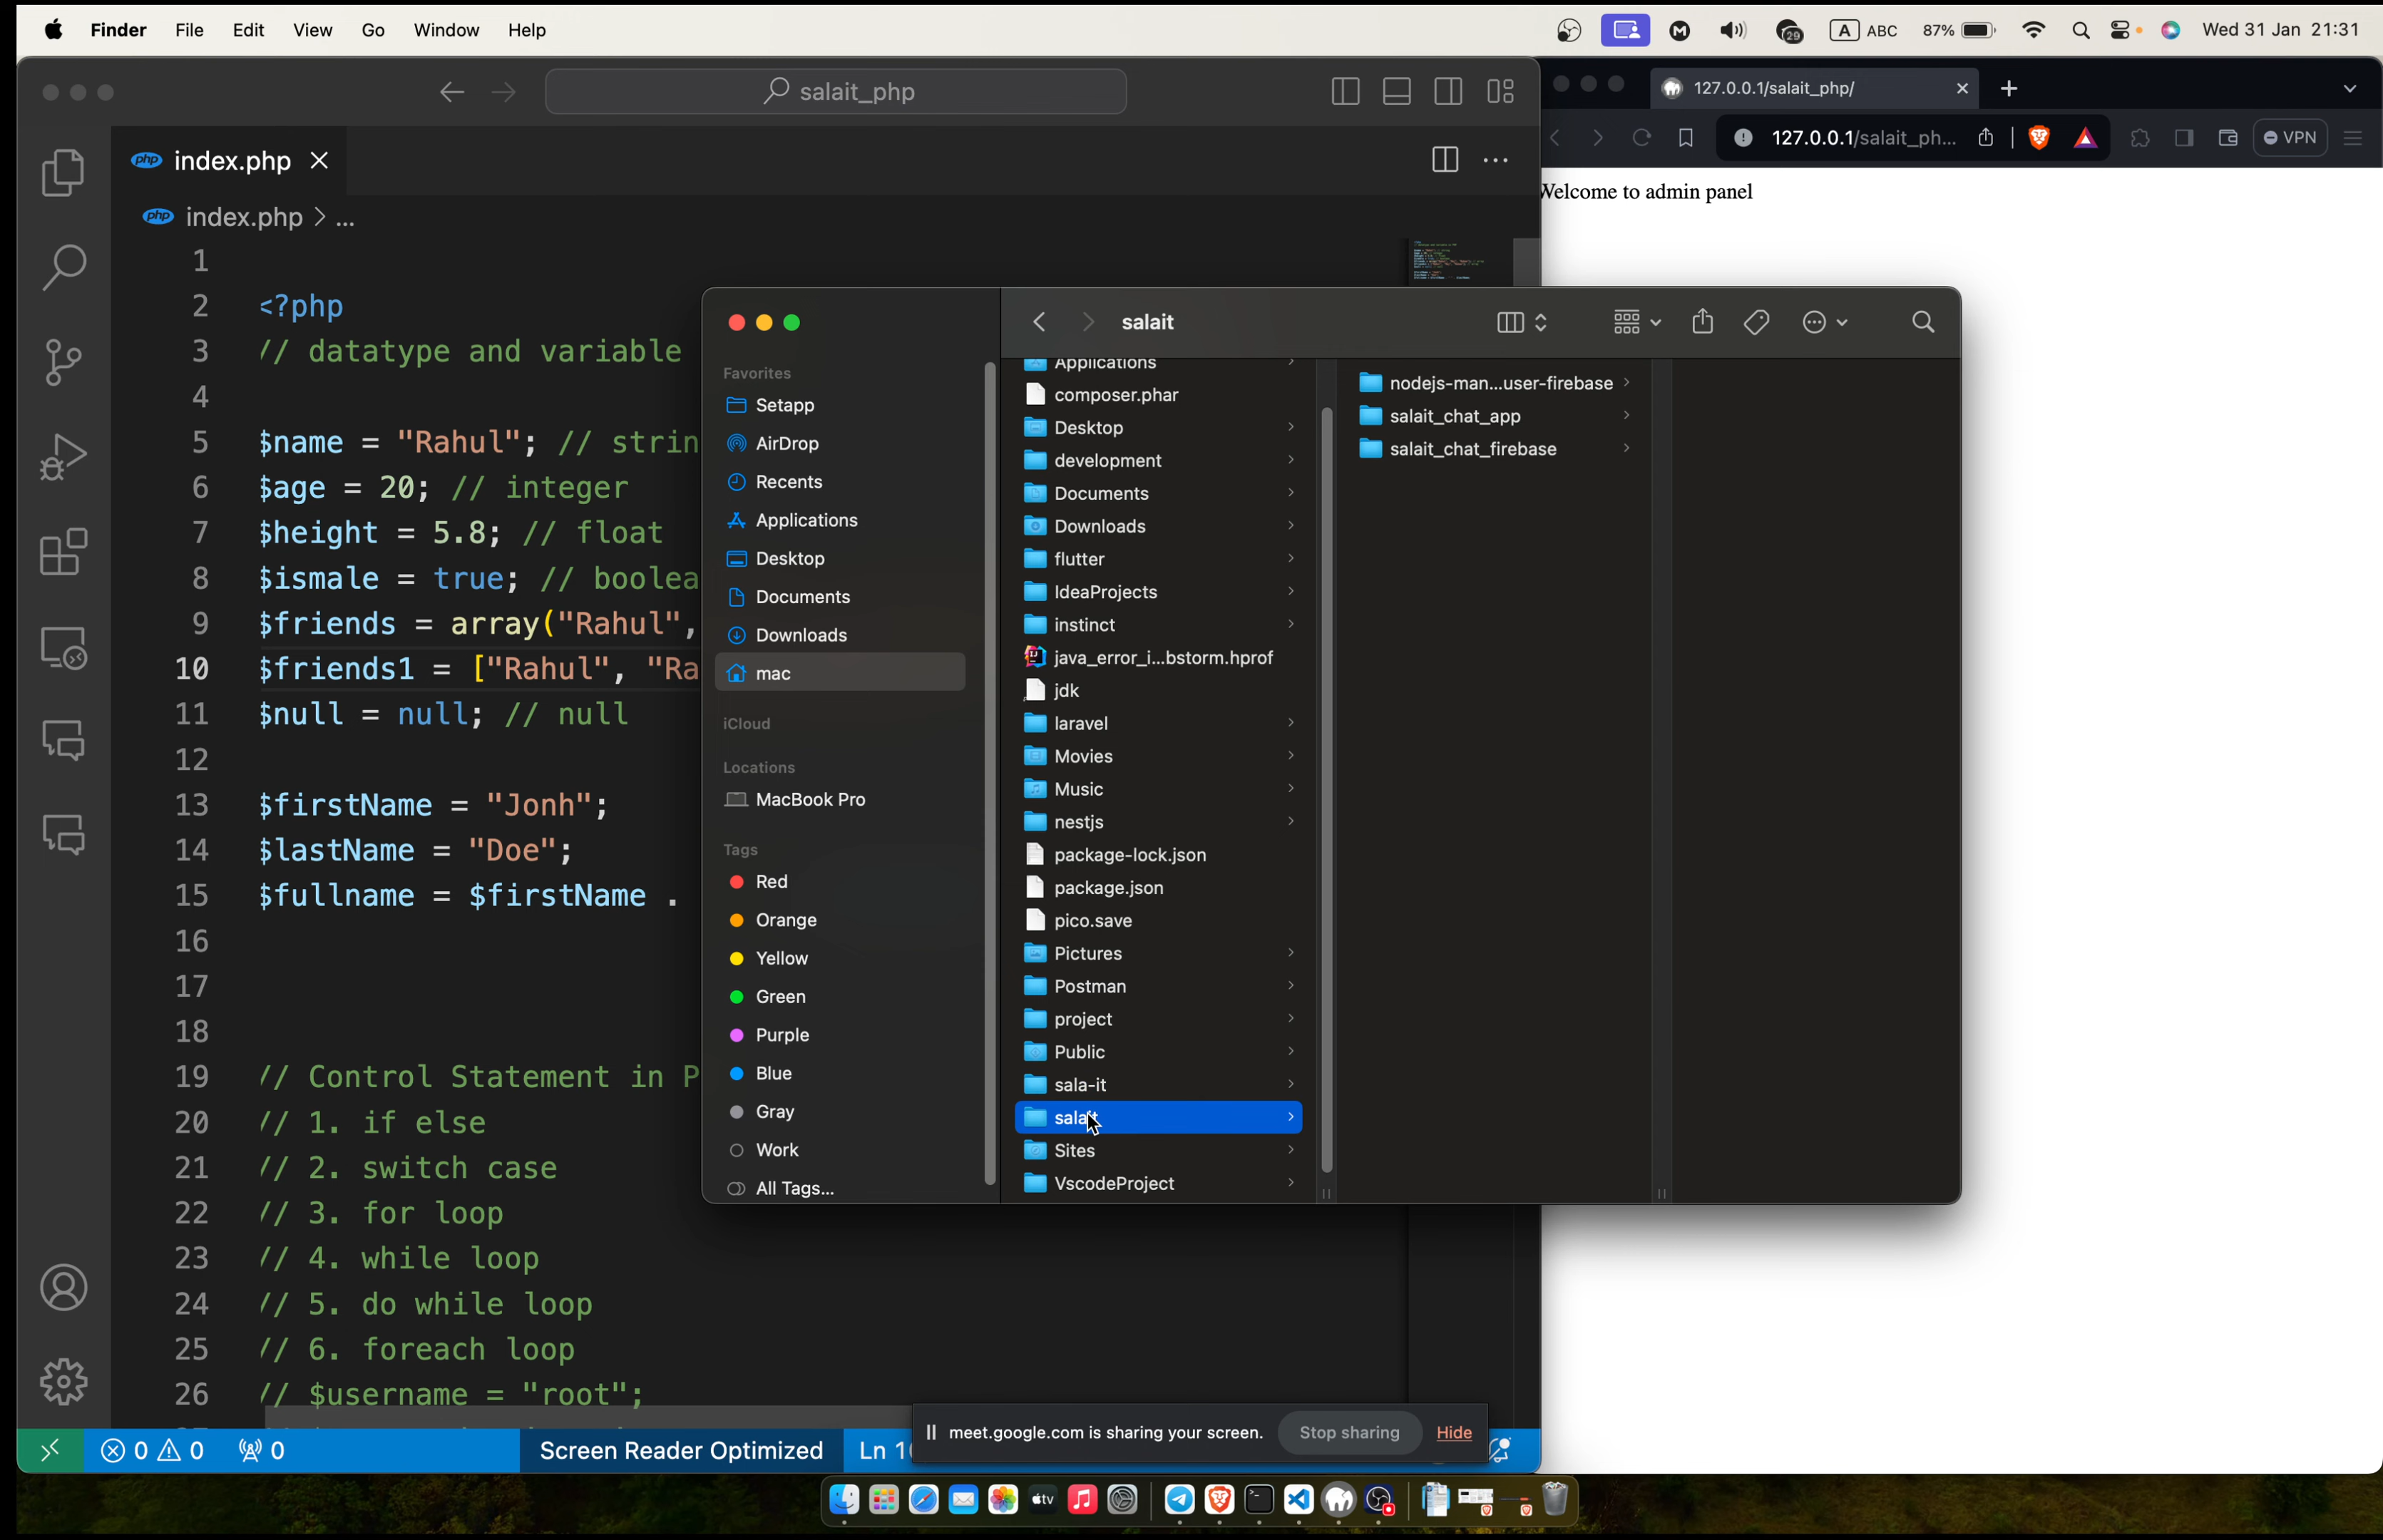 Finder File Edit View Go Window Help
29 A ABC 87% Wed 31 Jan 21:31
salait_php
127.0.0.1/salait_php/
127.0.0.1/salait_ph... VPN
php index.php
php index.php > ...
Welcome to admin panel
1
2 <?php
3 // datatype and variable
4
5 $name = "Rahul"; // strin
6 $age = 20; // integer
7 $height = 5.8; // float
8 $ismale = true; // boolea
9 $friends = array("Rahul",
10 $friends1 = ["Rahul", "Ra
11 $null = null; // null
12
13 $firstName = "Jonh";
14 $lastName = "Doe";
15 $fullname = $firstName .
16
17
18
19 // Control Statement in P
20 // 1. if else
21 // 2. switch case
22 // 3. for loop
23 // 4. while loop
24 // 5. do while loop
25 // 6. foreach loop
26 // $username = "root";
salait
Favorites
Setapp
AirDrop
Recents
Applications
Desktop
Documents
Downloads
mac
iCloud
Locations
MacBook Pro
Tags
Red
Orange
Yellow
Green
Purple
Blue
Gray
Work
All Tags...
Applications
composer.phar
Desktop
development
Documents
Downloads
flutter
IdeaProjects
instinct
java_error_i...bstorm.hprof
jdk
laravel
Movies
Music
nestjs
package-lock.json
package.json
pico.save
Pictures
Postman
project
Public
sala-it
salait
Sites
VscodeProject
nodejs-man...user-firebase
salait_chat_app
salait_chat_firebase
meet.google.com is sharing your screen. Stop sharing Hide
0 0 0 Screen Reader Optimized Ln 1
tv